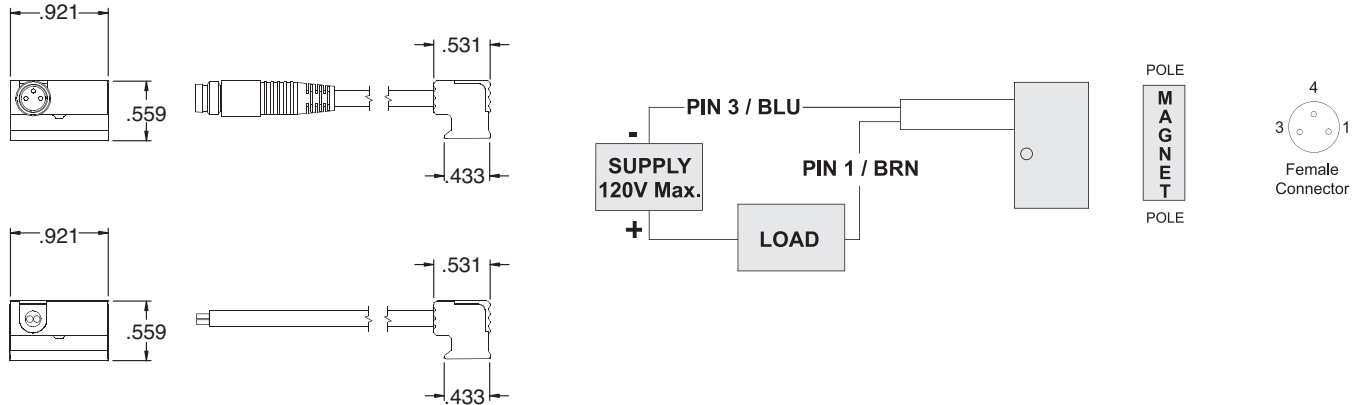 .921
.559
.531
.433
PIN 3 / BLU
-
SUPPLY
120V Max.
+
PIN 1 / BRN
LOAD
POLE
MAGNET
POLE
4
3
1
Female
Connector
.921
.559
.531
.433